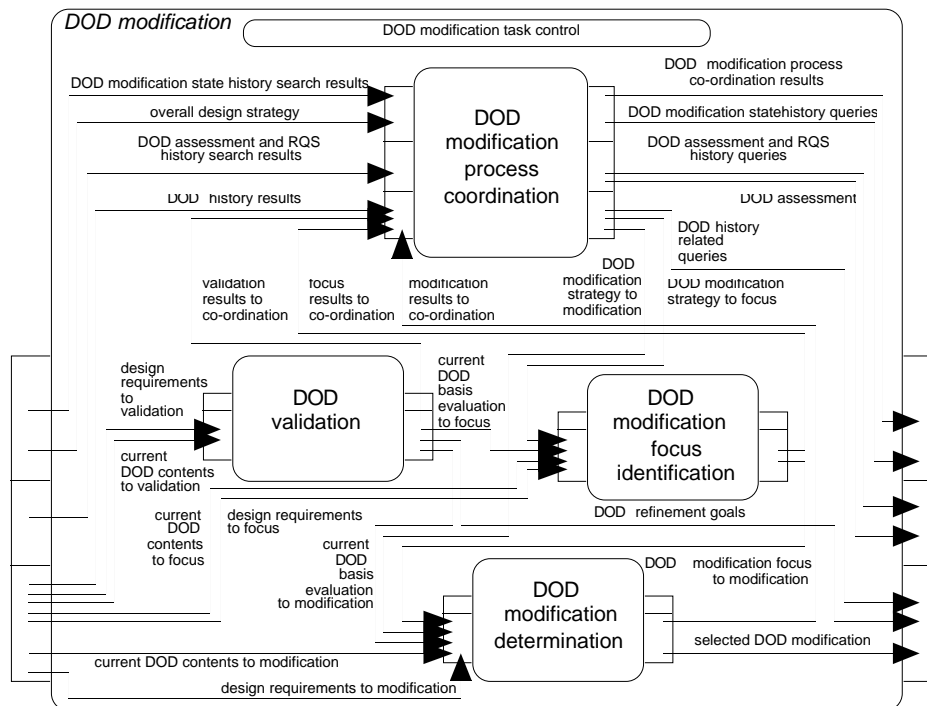 DOD modification
DOD modification task control
DOD modification state history search results
overall design strategy
DOD assessment and RQS
history search results
DOD history results
DOD
modification
process
coordination
DOD modification process
co-ordination results
DOD modification statehistory queries
DOD assessment and RQS
history queries
DOD assessment
DOD history
related
queries
validation
results to
co-ordination
focus
results to
co-ordination
modification
results to
co-ordination
DOD
modification
strategy to
modification
DOD modification
strategy to focus
design
requirements
to
validation
DOD
validation
current
DOD
basis
evaluation
to focus
DOD
modification
focus
identification
current
DOD contents
to validation
current
DOD
contents
to focus
design requirements
to focus
DOD refinement goals
current
DOD
basis
evaluation
to modification
DOD modification focus
to modification
DOD
modification
determination
selected DOD modification
current DOD contents to modification
design requirements to modification